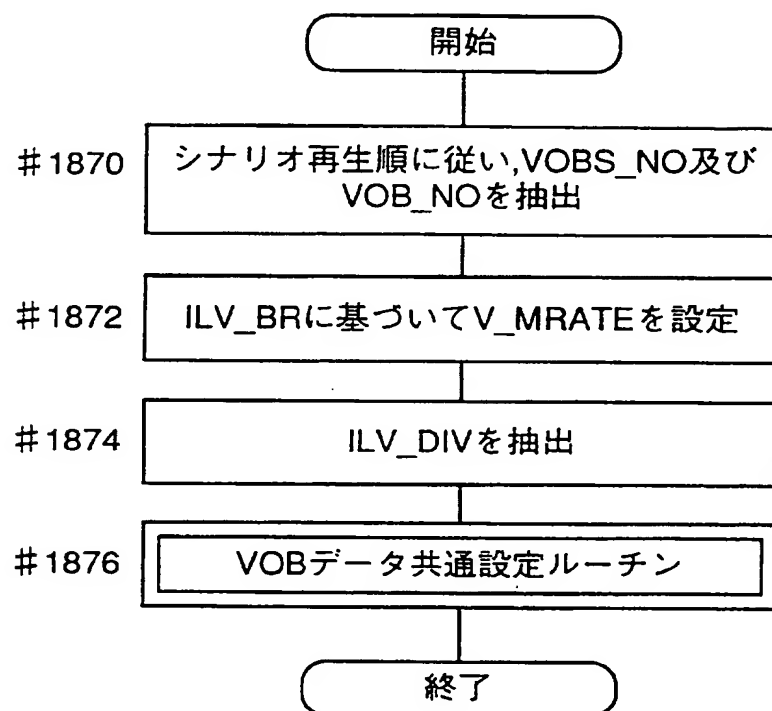 開始
#1870
シナリオ再生順に従い,VOBS_NO及び
VOB_NOを抽出
#1872
ILV_BRに基づいてV_MRATEを設定
#1874
ILV_DIVを抽出
#1876
VOBデータ共通設定ルーチン
終了